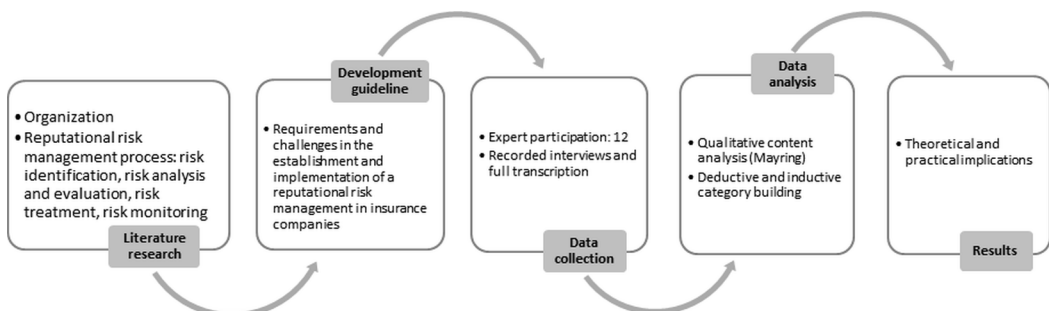 • Organization
• Reputational risk
management process: risk
identification, risk analysis
and evaluation, risk
treatment, risk monitoring
Literature
research
Development
guideline
• Requirements and
challenges in the
establishment and
implementation of a
reputational risk
management in insurance
companies
• Expert participation: 12
• Recorded interviews and
full transcription
Data
collection
Data
analysis
• Qualitative content
analysis (Mayring)
• Deductive and inductive
category building
• Theoretical and
practical implications
Results